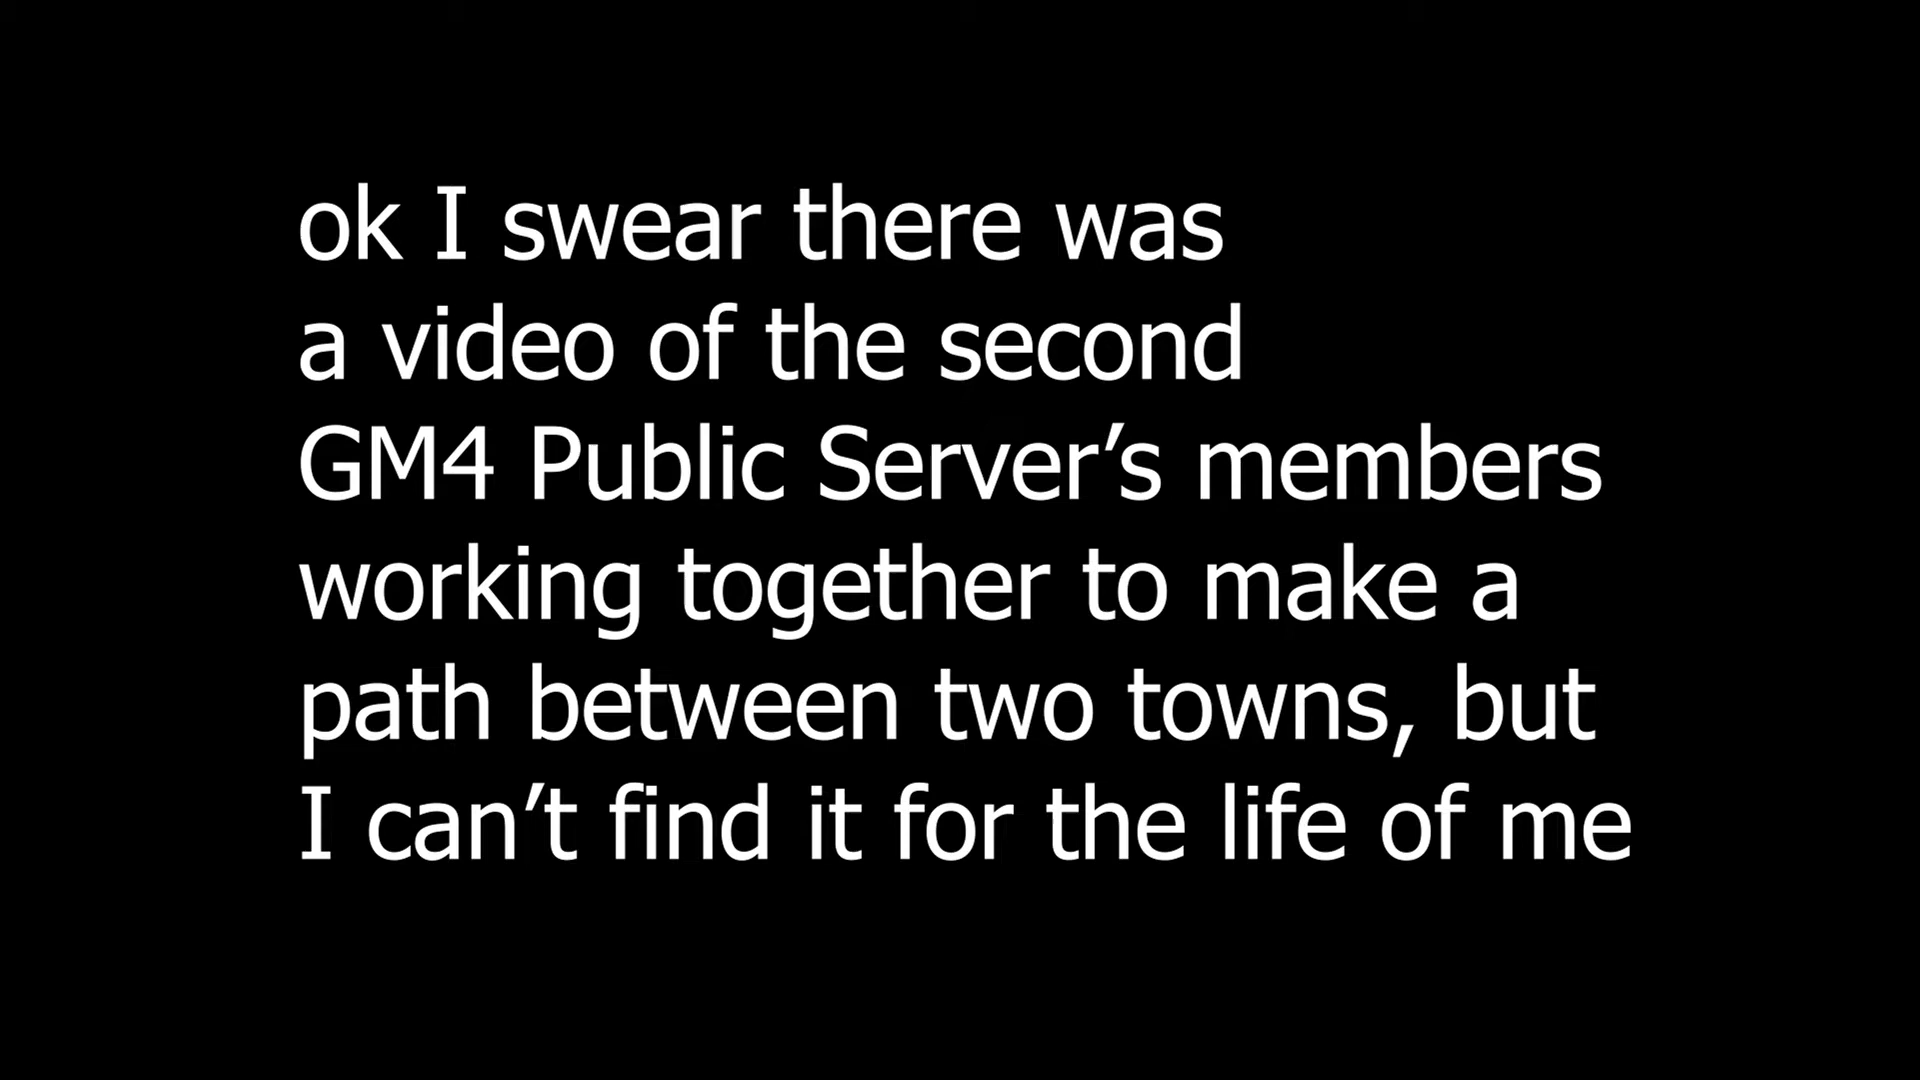 ok I swear there was
a video of the second
GM4 Public Server’s members
working together to make a
path between two towns, but
I can’t find it for the life of me